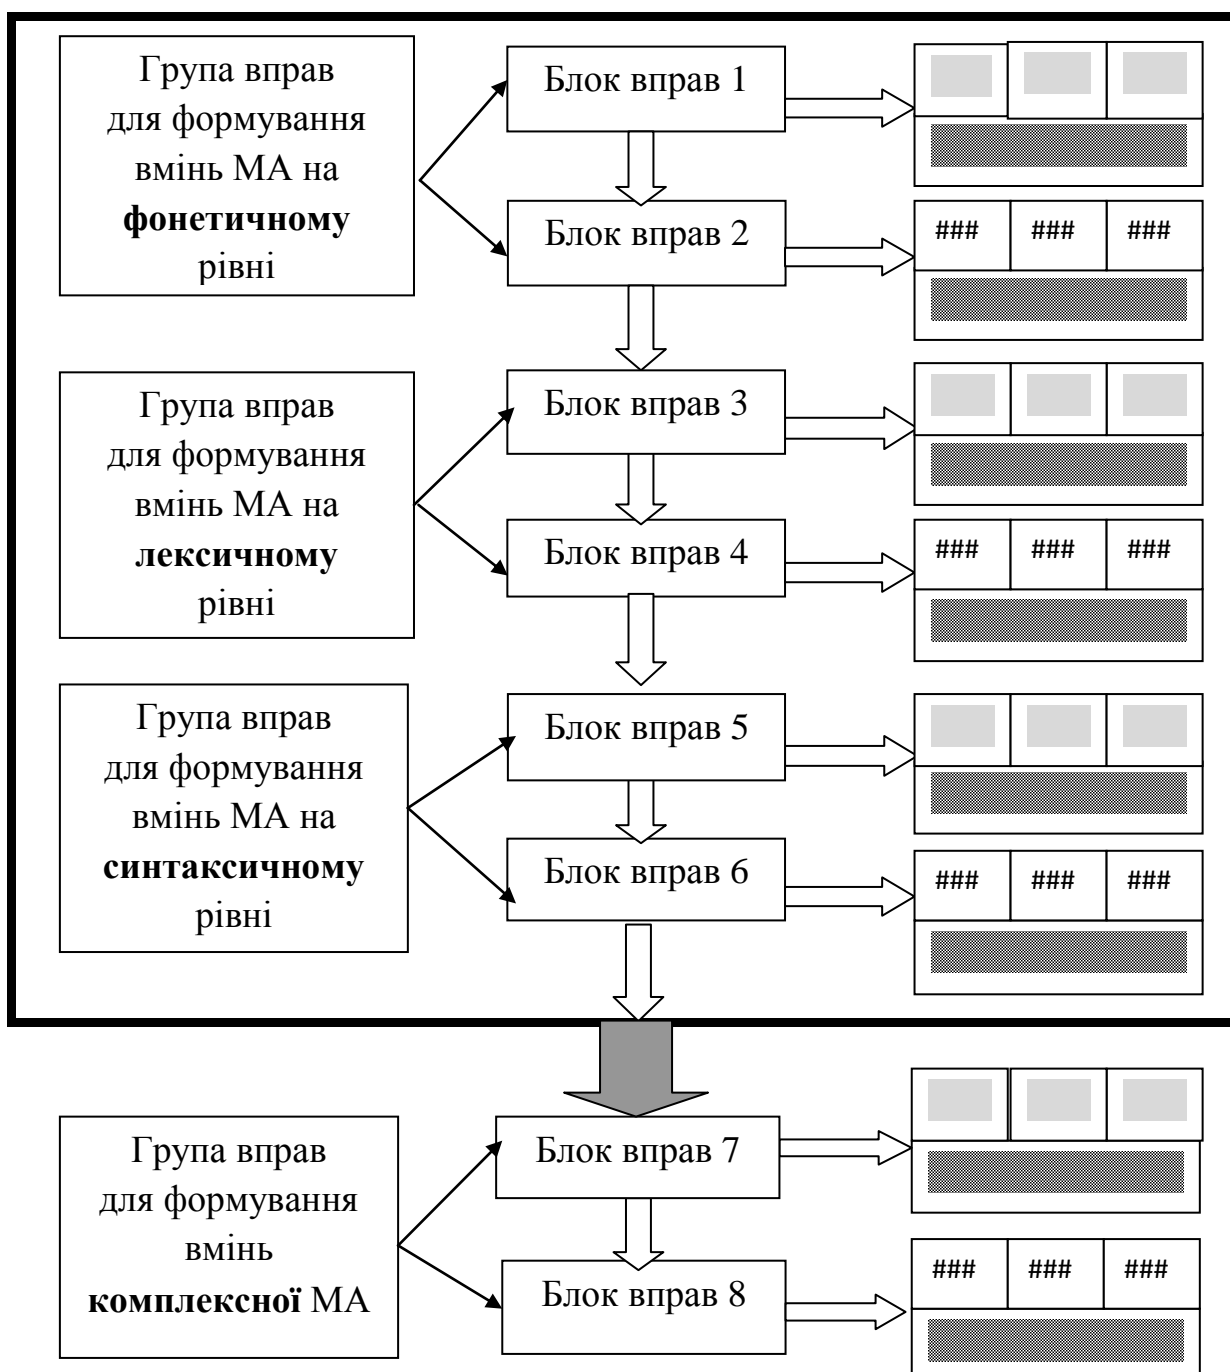 Група вправ
для формування
вмінь МА на
фонетичному
рівні
Блок вправ 1
Блок вправ 2
### ### ###
Група вправ
для формування
вмінь МА на
лексичному
рівні
Блок вправ 3
Блок вправ 4
### ### ###
Група вправ
для формування
вмінь МА на
синтаксичному
рівні
Блок вправ 5
Блок вправ 6
### ### ###
Група вправ
для формування
вмінь
комплексної МА
Блок вправ 7
Блок вправ 8
### ### ###